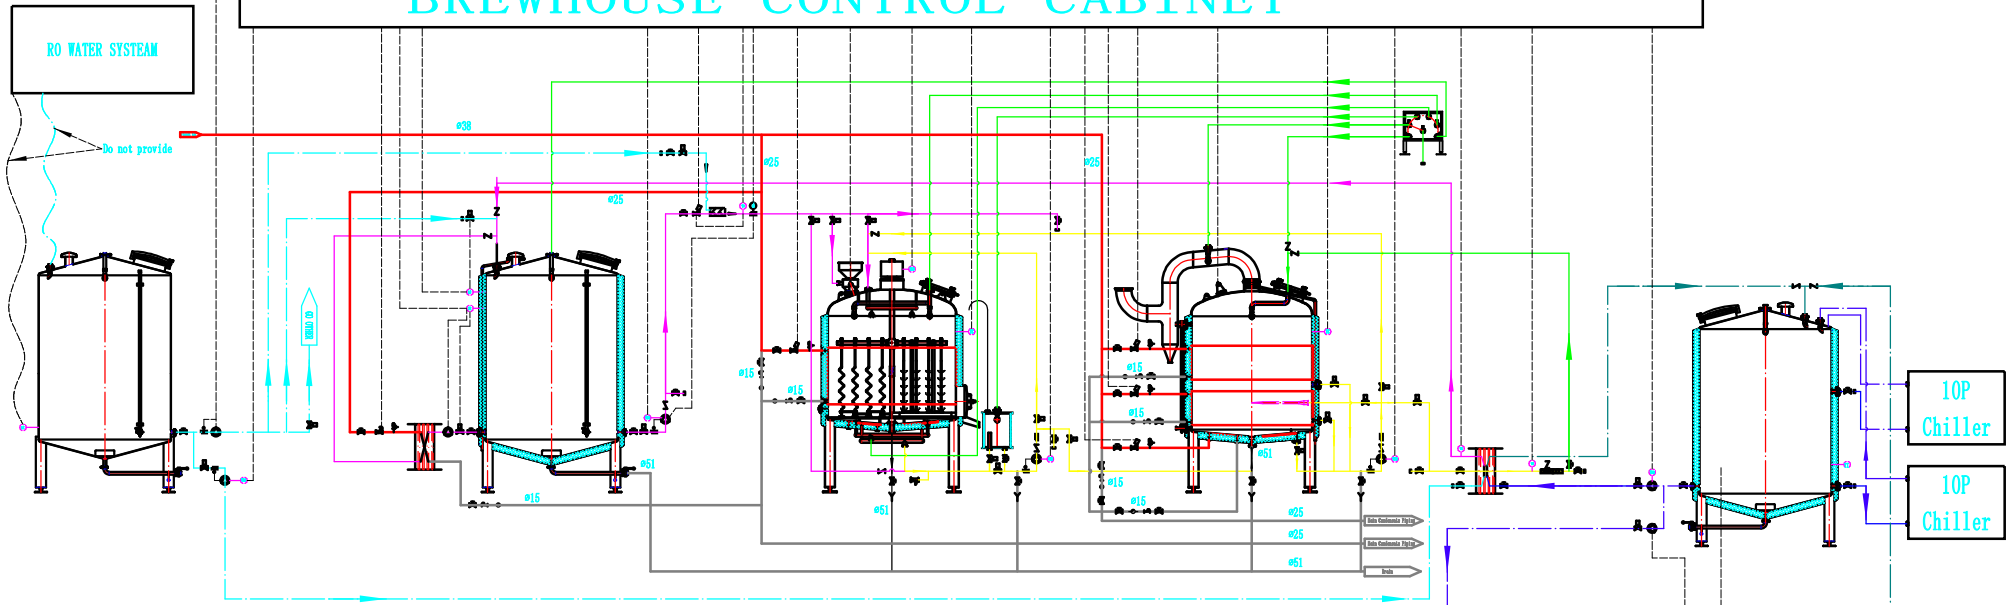 BREWHOUSE CONTROL CABINET
RO WATER SYSTEAM
Do not provide
ø38
ø25
ø25
ø25
ø15
ø15
ø15
ø15
ø51
ø51
ø15
ø15
ø15
ø51
ø25
ø25
ø51
Drain
10P
Chiller
10P
Chiller